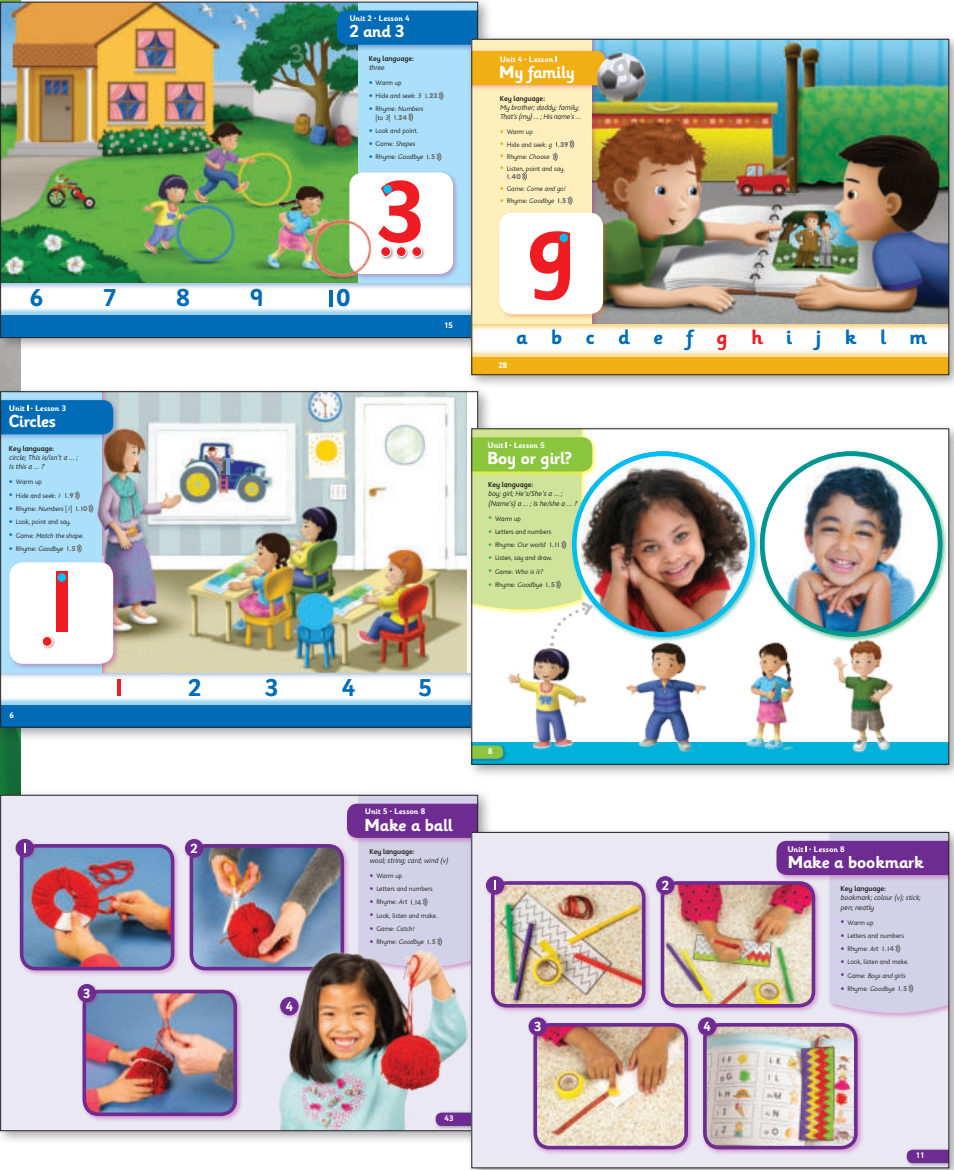 Unit 2 • Lesson 4
2 and 3
Key language:
three
• Warm up
• Hide and seek: 3 1.23
• Rhyme: Numbers
[to 3] 1.24
• Look and point.
• Game: Shapes
• Rhyme: Goodbye 1.5
3
3
6 7 8 9 10
15
Unit 4 • Lesson 1
My family
Key language:
My brother; daddy; family;
That's (my) ... ; His name's ...
• Warm up
• Hide and seek: g 1.39
• Rhyme: Choose
• Listen, point and say.
1.40
• Game: Come and go!
• Rhyme: Goodbye 1.5
g
g
a b c d e f g h i j k l m
28
Unit 1 • Lesson 3
Circles
Key language:
circle; This is/isn't a ... ;
Is this a ... ?
• Warm up
• Hide and seek: 1 1.9
• Rhyme: Numbers [1] 1.10
• Look, point and say.
• Game: Match the shape.
• Rhyme: Goodbye 1.5
1
1 2 3 4 5
6
Unit 1 • Lesson 5
Boy or girl?
Key language:
boy; girl; He's/She's a ... ;
(Name's) a ... ; Is he/she a ... ?
• Warm up
• Letters and numbers
• Rhyme: Our world 1.11
• Listen, say and draw.
• Game: Who is it?
• Rhyme: Goodbye 1.5
8
Unit 5 • Lesson 8
Make a ball
Key language:
wool; string; card; wind (v)
• Warm up
• Letters and numbers
• Rhyme: Art 1.14
• Look, listen and make.
• Game: Catch!
• Rhyme: Goodbye 1.5
1
2
3
4
43
Unit 1 • Lesson 8
Make a bookmark
Key language:
bookmark; colour (v); stick;
pen; neatly
• Warm up
• Letters and numbers
• Rhyme: Art 1.14
• Look, listen and make.
• Game: Boys and girls
• Rhyme: Goodbye 1.5
1
2
3
4
11